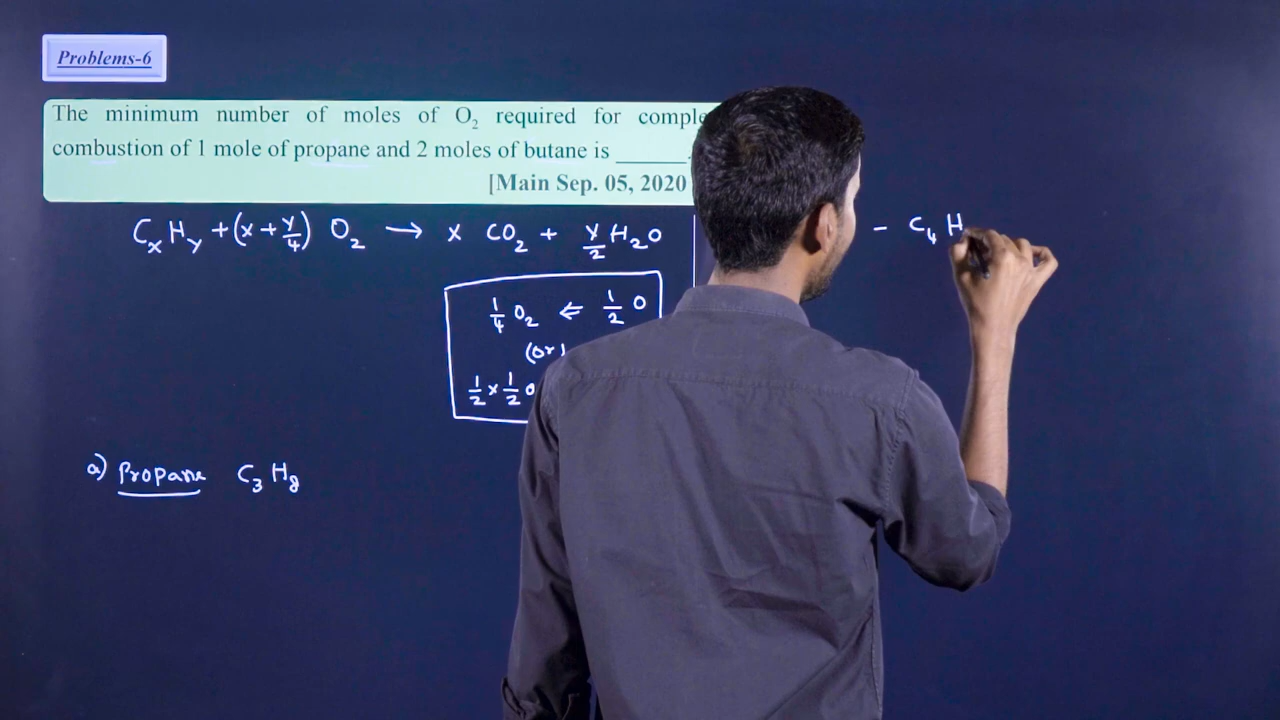 Problems-6
The minimum number of moles of O₂ required for comple
combustion of 1 mole of propane and 2 moles of butane is ______.
[Main Sep. 05, 2020
CₓHᵧ + (x + y/4) O₂ → x CO₂ + y/2 H₂O
- C₄ H
1/4 O₂ ⇐ 1/2 O
(or)
1/2 × 1/2 O
a) Propane C₃ H₈